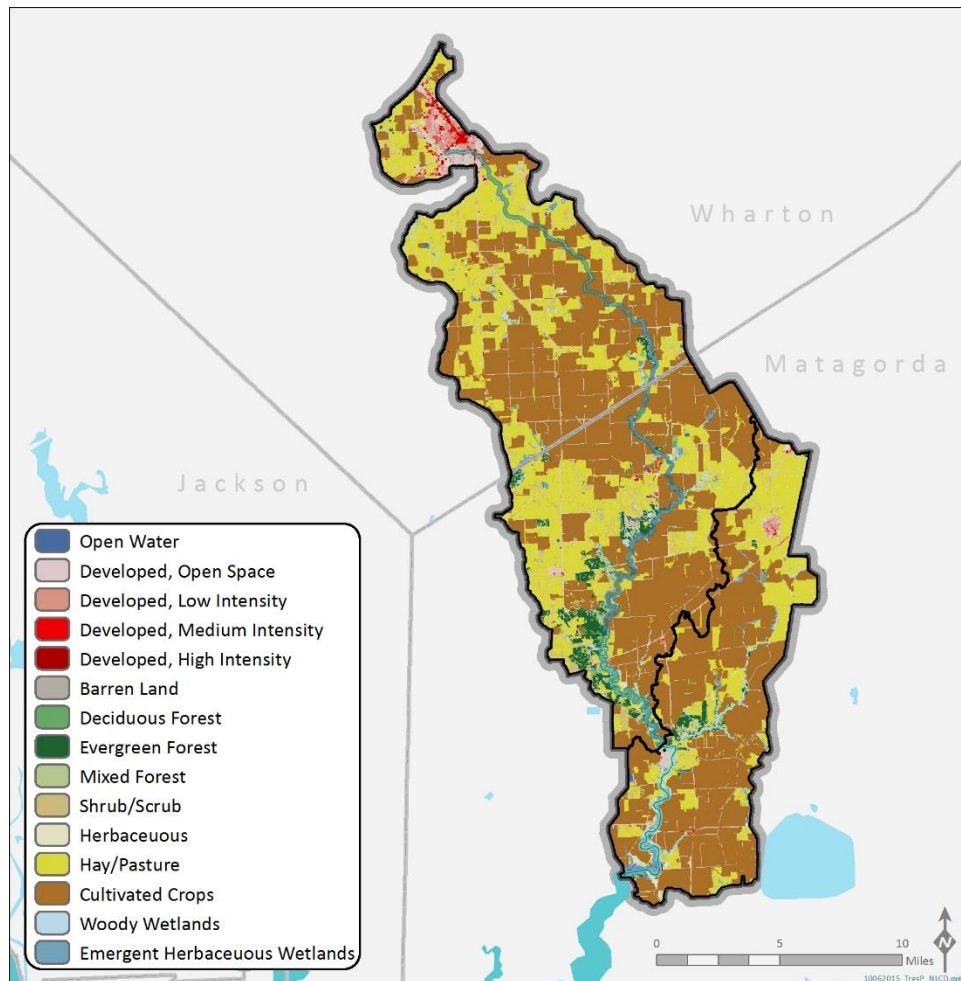 Wharton
Matagorda
Jackson
Open Water
Developed, Open Space
Developed, Low Intensity
Developed, Medium Intensity
Developed, High Intensity
Barren Land
Deciduous Forest
Evergreen Forest
Mixed Forest
Shrub/Scrub
Herbaceuous
Hay/Pasture
Cultivated Crops
Woody Wetlands
Emergent Herbaceuous Wetlands
N
0 5 10
Miles